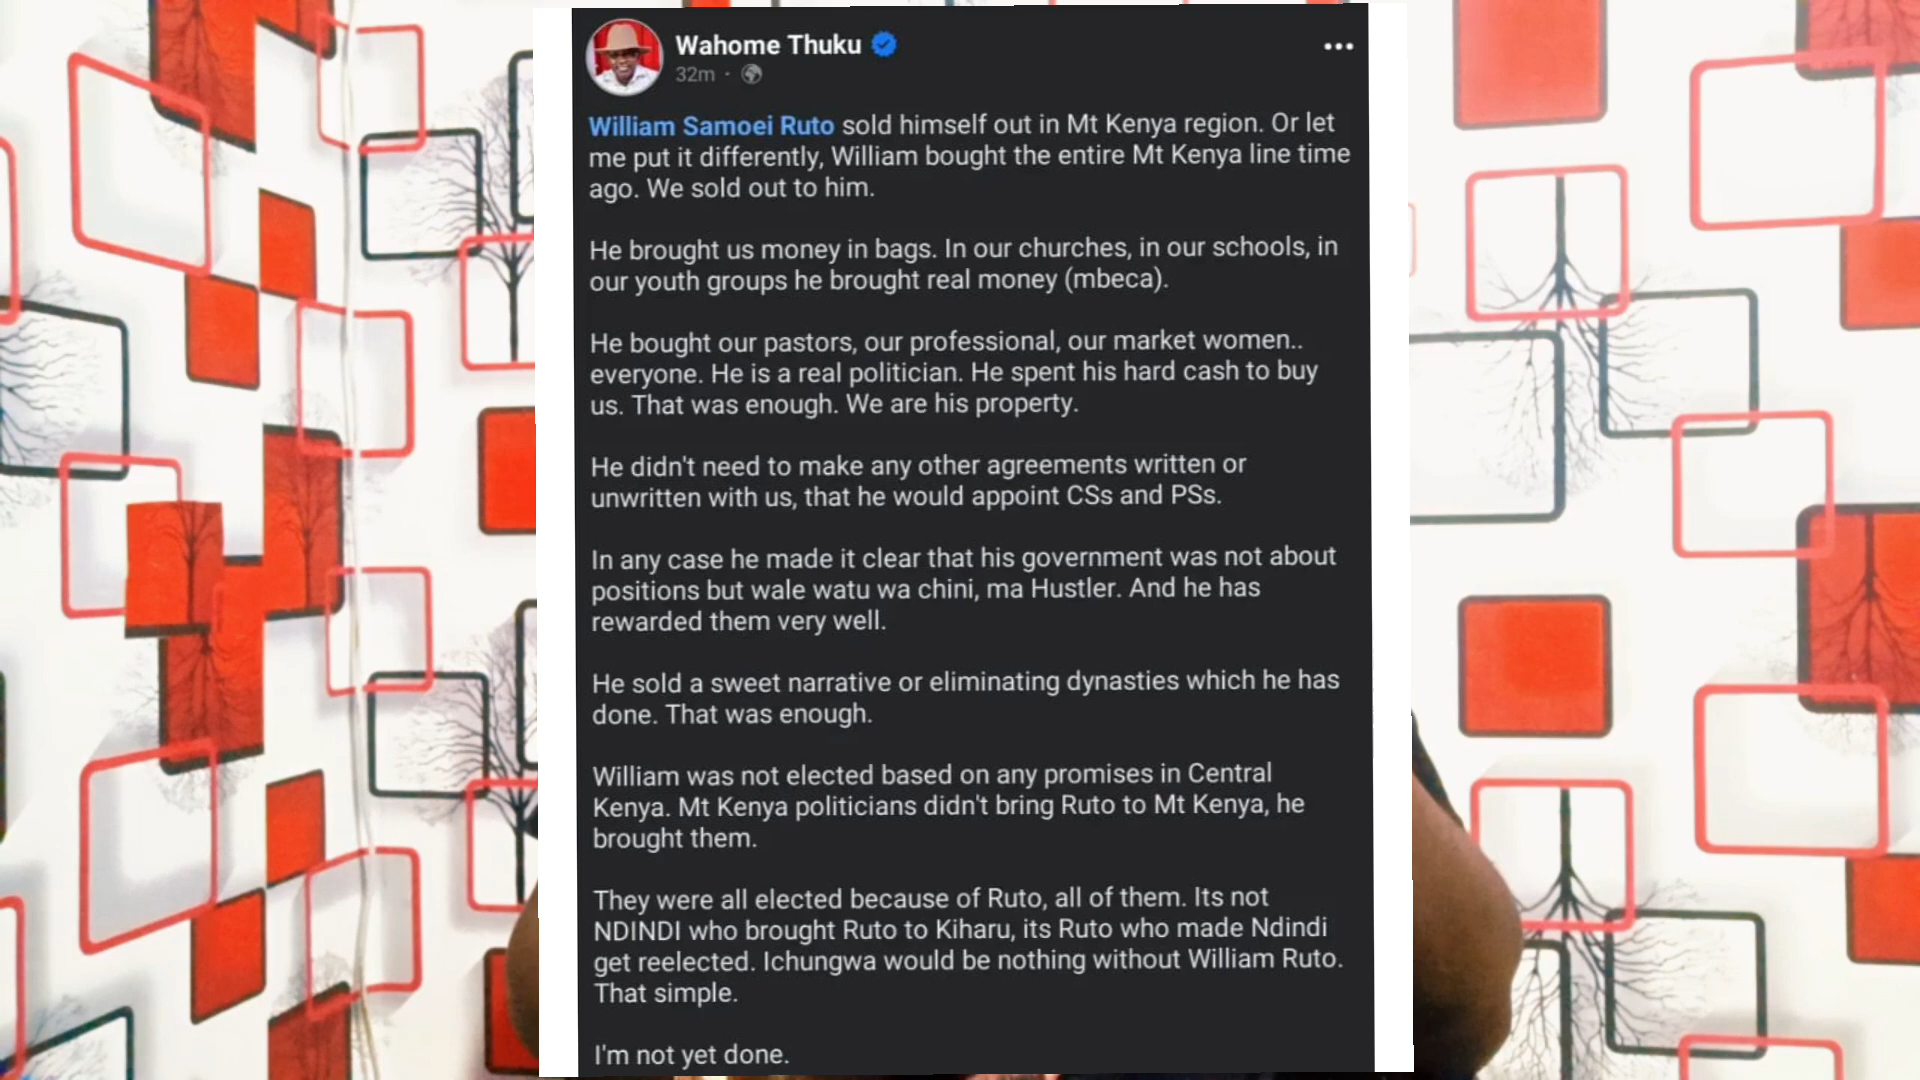 Wahome Thuku
32m ·
William Samoei Ruto sold himself out in Mt Kenya region. Or let
me put it differently, William bought the entire Mt Kenya line time
ago. We sold out to him.
He brought us money in bags. In our churches, in our schools, in
our youth groups he brought real money (mbeca).
He bought our pastors, our professional, our market women..
everyone. He is a real politician. He spent his hard cash to buy
us. That was enough. We are his property.
He didn't need to make any other agreements written or
unwritten with us, that he would appoint CSs and PSs.
In any case he made it clear that his government was not about
positions but wale watu wa chini, ma Hustler. And he has
rewarded them very well.
He sold a sweet narrative or eliminating dynasties which he has
done. That was enough.
William was not elected based on any promises in Central
Kenya. Mt Kenya politicians didn't bring Ruto to Mt Kenya, he
brought them.
They were all elected because of Ruto, all of them. Its not
NDINDI who brought Ruto to Kiharu, its Ruto who made Ndindi
get reelected. Ichungwa would be nothing without William Ruto.
That simple.
I'm not yet done.